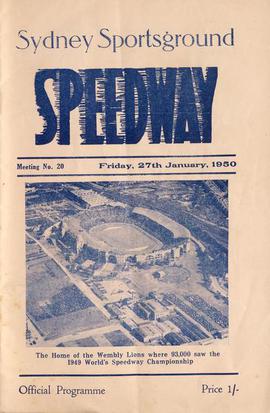 Sydney Sportsground
SPEEDWAY
Meeting No. 20 Friday, 27th January, 1950
The Home of the Wembly Lions where 93,000 saw the
1949 World's Speedway Championship
Official Programme Price 1/-